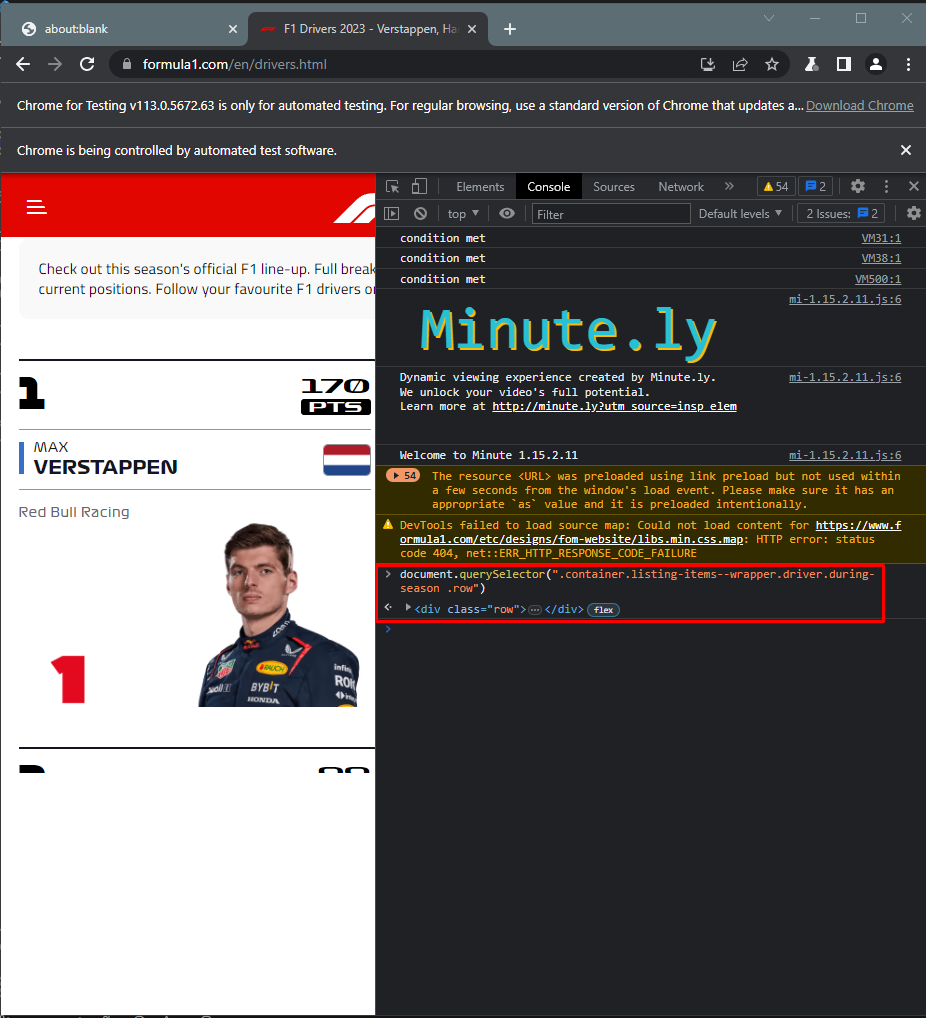 about:blank
F1 Drivers 2023 - Verstappen, Ha
formula1.com/en/drivers.html
Chrome for Testing v113.0.5672.63 is only for automated testing. For regular browsing, use a standard version of Chrome that updates a... Download Chrome
Chrome is being controlled by automated test software.
Check out this season's official F1 line-up. Full break
current positions. Follow your favourite F1 drivers o
1
170
PTS
MAX
VERSTAPPEN
Red Bull Racing
1
RAUCH
BYBIT
HONDA
Elements Console Sources Network » 54 2
top Filter Default levels 2 Issues: 2
condition met VM31:1
condition met VM38:1
condition met VM500:1
mi-1.15.2.11.js:6
Minute.ly
Dynamic viewing experience created by Minute.ly. mi-1.15.2.11.js:6
We unlock your video's full potential.
Learn more at http://minute.ly?utm_source=insp_elem
Welcome to Minute 1.15.2.11 mi-1.15.2.11.js:6
54 The resource <URL> was preloaded using link preload but not used within
a few seconds from the window's load event. Please make sure it has an
appropriate `as` value and it is preloaded intentionally.
DevTools failed to load source map: Could not load content for https://www.f
ormula1.com/etc/designs/fom-website/libs.min.css.map: HTTP error: status
code 404, net::ERR_HTTP_RESPONSE_CODE_FAILURE
> document.querySelector(".container.listing-items--wrapper.driver.during-
season .row")
<div class="row">…</div> flex